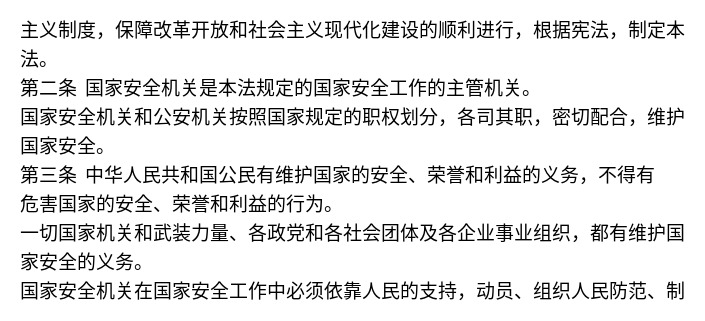 主义制度，保障改革开放和社会主义现代化建设的顺利进行，根据宪法，制定本
法。
第二条 国家安全机关是本法规定的国家安全工作的主管机关。
国家安全机关和公安机关按照国家规定的职权划分，各司其职，密切配合，维护
国家安全。
第三条 中华人民共和国公民有维护国家的安全、荣誉和利益的义务，不得有
危害国家的安全、荣誉和利益的行为。
一切国家机关和武装力量、各政党和各社会团体及各企业事业组织，都有维护国
家安全的义务。
国家安全机关在国家安全工作中必须依靠人民的支持，动员、组织人民防范、制